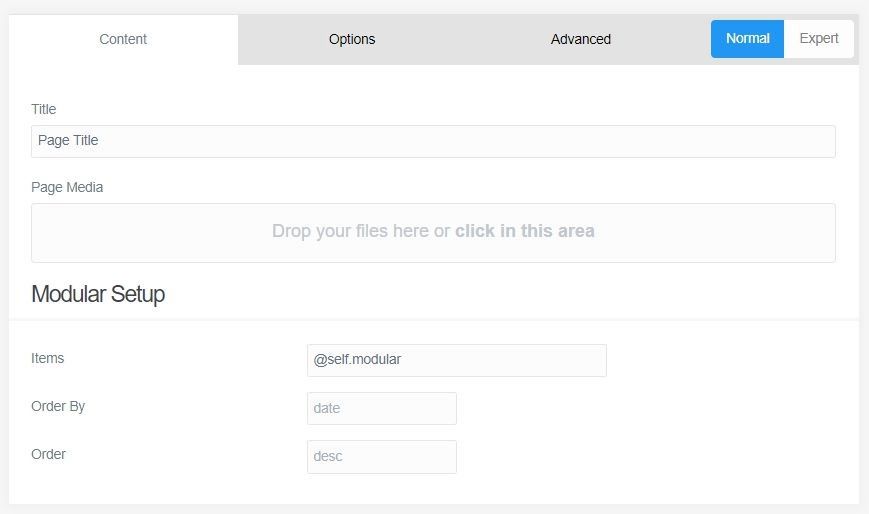 Content Options Advanced Normal Expert
Title
Page Title
Page Media
Drop your files here or click in this area
Modular Setup
Items @self.modular
Order By date
Order desc